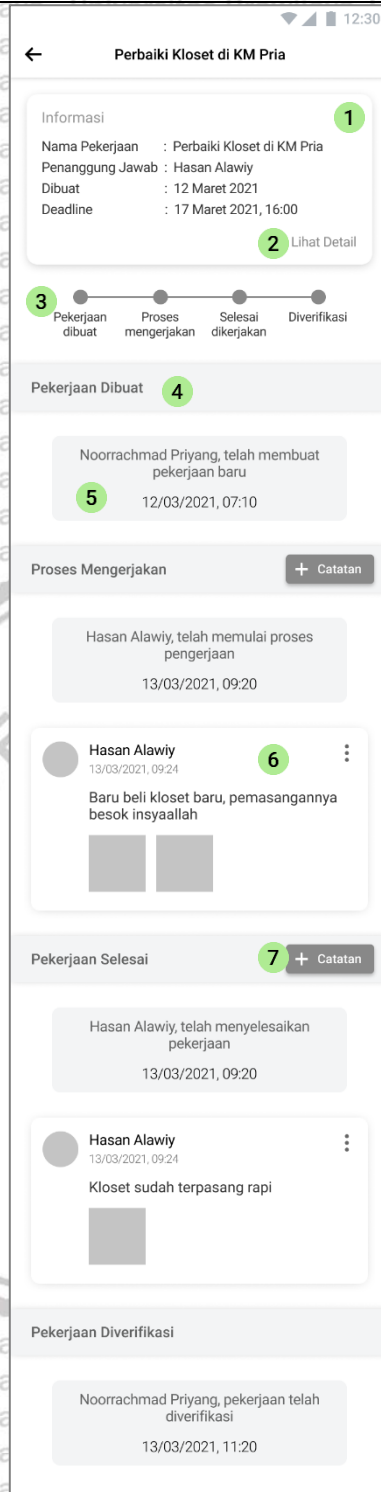 12:30
Perbaiki Kloset di KM Pria
Informasi
1
Nama Pekerjaan : Perbaiki Kloset di KM Pria
Penanggung Jawab : Hasan Alawiy
Dibuat : 12 Maret 2021
Deadline : 17 Maret 2021, 16:00
2 Lihat Detail
3
Pekerjaan dibuat
Proses mengerjakan
Selesai dikerjakan
Diverifikasi
Pekerjaan Dibuat 4
Noorrachmad Priyang, telah membuat
pekerjaan baru
5 12/03/2021, 07:10
Proses Mengerjakan + Catatan
Hasan Alawiy, telah memulai proses
pengerjaan
13/03/2021, 09:20
Hasan Alawiy 6
13/03/2021, 09:24
Baru beli kloset baru, pemasangannya
besok insyaallah
Pekerjaan Selesai 7 + Catatan
Hasan Alawiy, telah menyelesaikan
pekerjaan
13/03/2021, 09:20
Hasan Alawiy
13/03/2021, 09:24
Kloset sudah terpasang rapi
Pekerjaan Diverifikasi
Noorrachmad Priyang, pekerjaan telah
diverifikasi
13/03/2021, 11:20